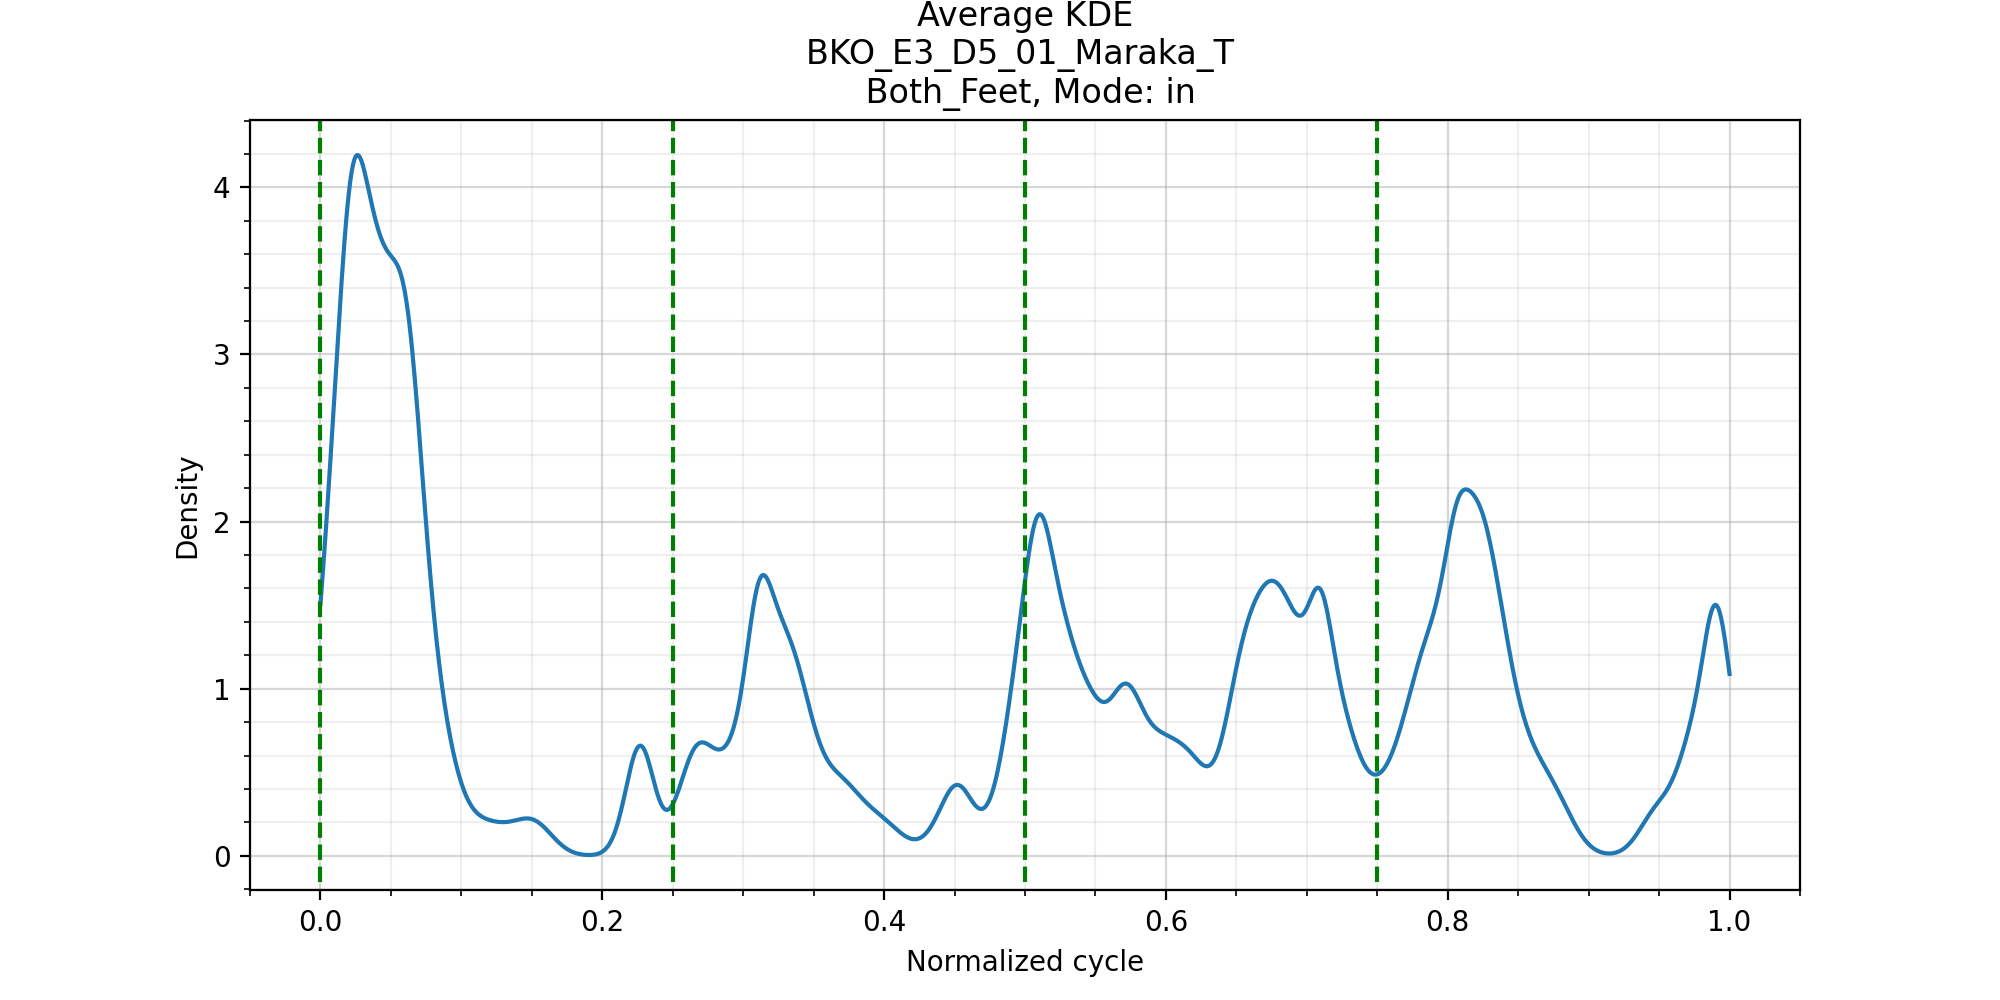 Average KDE
BKO_E3_D5_01_Maraka_T
Both_Feet, Mode: in
Density
4
3
2
1
0
0.0 0.2 0.4 0.6 0.8 1.0
Normalized cycle